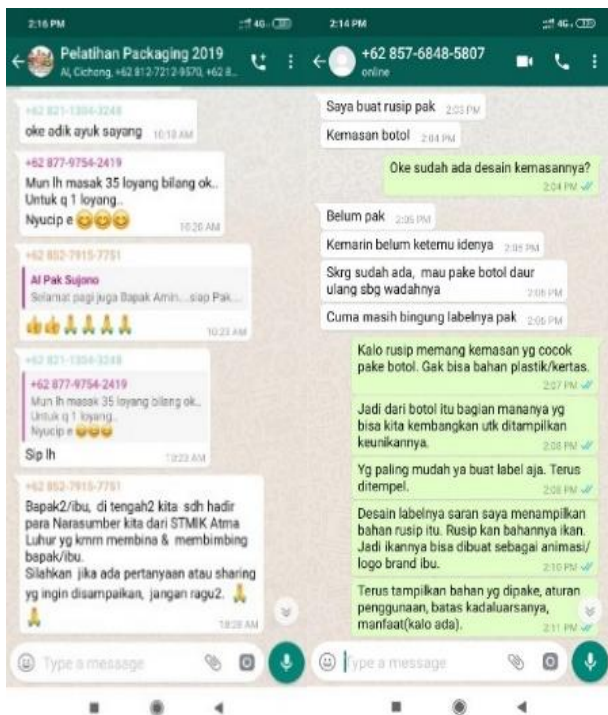 2:16 PM
4G
Pelatihan Packaging 2019
Al, Cichong, +62 812-7212-9570, +62 8...
+62 821-1304-3248
oke adik ayuk sayang 10:18 AM
+62 877-9754-2419
Mun lh masak 35 loyang bilang ok..
Untuk q 1 loyang..
Nyucip e 😊😊😊
10:20 AM
+62 852-7915-7781
Al Pak Sujono
Selamat pagi juga Bapak Amin....siap Pak...
👍👍🙏🙏🙏🙏
10:23 AM
+62 821-1304-3248
+62 877-9754-2419
Mun lh masak 35 loyang bilang ok..
Untuk q 1 loyang..
Nyucip e 😊😊😊
Sip lh
10:23 AM
+62 852-7915-7781
Bapak2/ibu, di tengah2 kita sdh hadir
para Narasumber kita dari STMIK Atma
Luhur yg kmrn membina & membimbing
bapak/ibu.
Silahkan jika ada pertanyaan atau sharing
yg ingin disampaikan, jangan ragu2. 🙏
🙏
Type a message
2:14 PM
4G
+62 857-6848-5807
online
Saya buat rusip pak 2:03 PM
Kemasan botol 2:04 PM
Oke sudah ada desain kemasannya?
2:04 PM
Belum pak 2:05 PM
Kemarin belum ketemu idenya 2:05 PM
Skrg sudah ada, mau pake botol daur
ulang sbg wadahnya
2:05 PM
Cuma masih bingung labelnya pak 2:06 PM
Kalo rusip memang kemasan yg cocok
pake botol. Gak bisa bahan plastik/kertas.
2:07 PM
Jadi dari botol itu bagian mananya yg
bisa kita kembangkan utk ditampilkan
keunikannya.
2:08 PM
Yg paling mudah ya buat label aja. Terus
ditempel.
2:08 PM
Desain labelnya saran saya menampilkan
bahan rusip itu. Rusip kan bahannya ikan.
Jadi ikannya bisa dibuat sebagai animasi/
logo brand ibu.
2:10 PM
Terus tampilkan bahan yg dipake, aturan
penggunaan, batas kadaluarsanya,
manfaat(kalo ada).
2:11 PM
Type a message